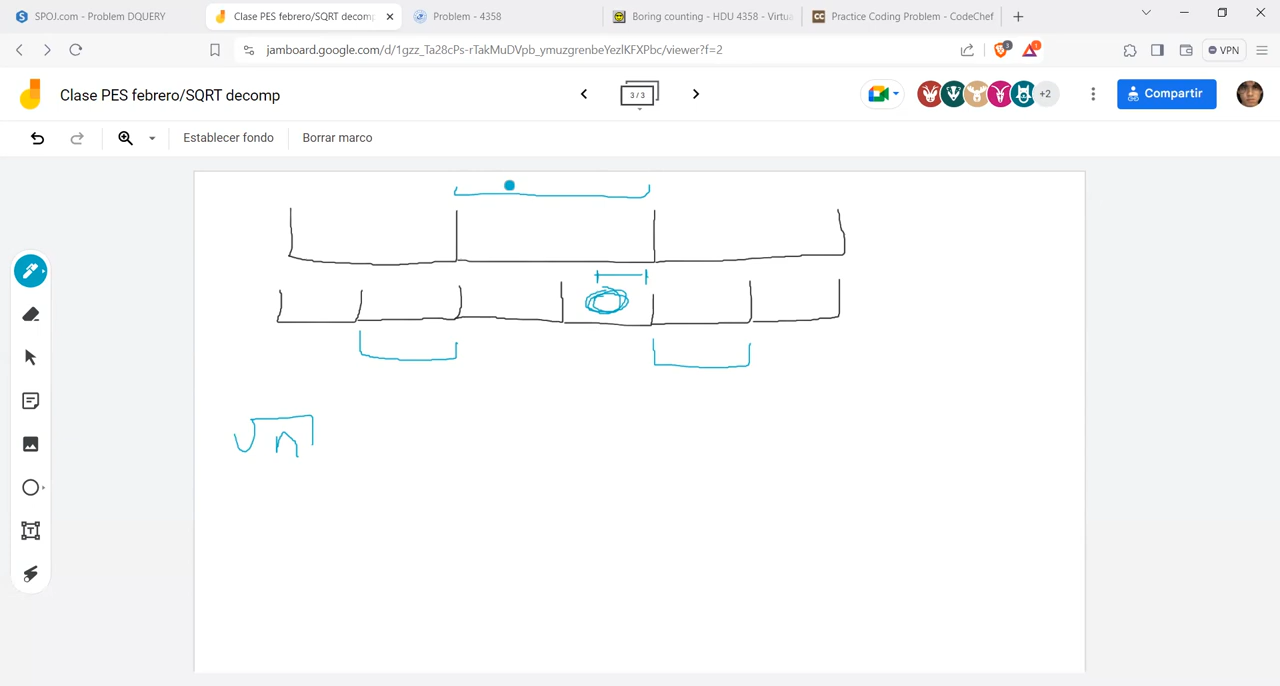 SPOJ.com - Problem DQUERY
Clase PES febrero/SQRT decomp
Problem - 4358
Boring counting - HDU 4358 - Virtu
Practice Coding Problem - CodeChef
jamboard.google.com/d/1gzz_Ta28cPs-rTakMuDVpb_ymuzgrenbeYezlKFXPbc/viewer?f=2
VPN
Clase PES febrero/SQRT decomp
3 / 3
+2
Compartir
Establecer fondo
Borrar marco
√n